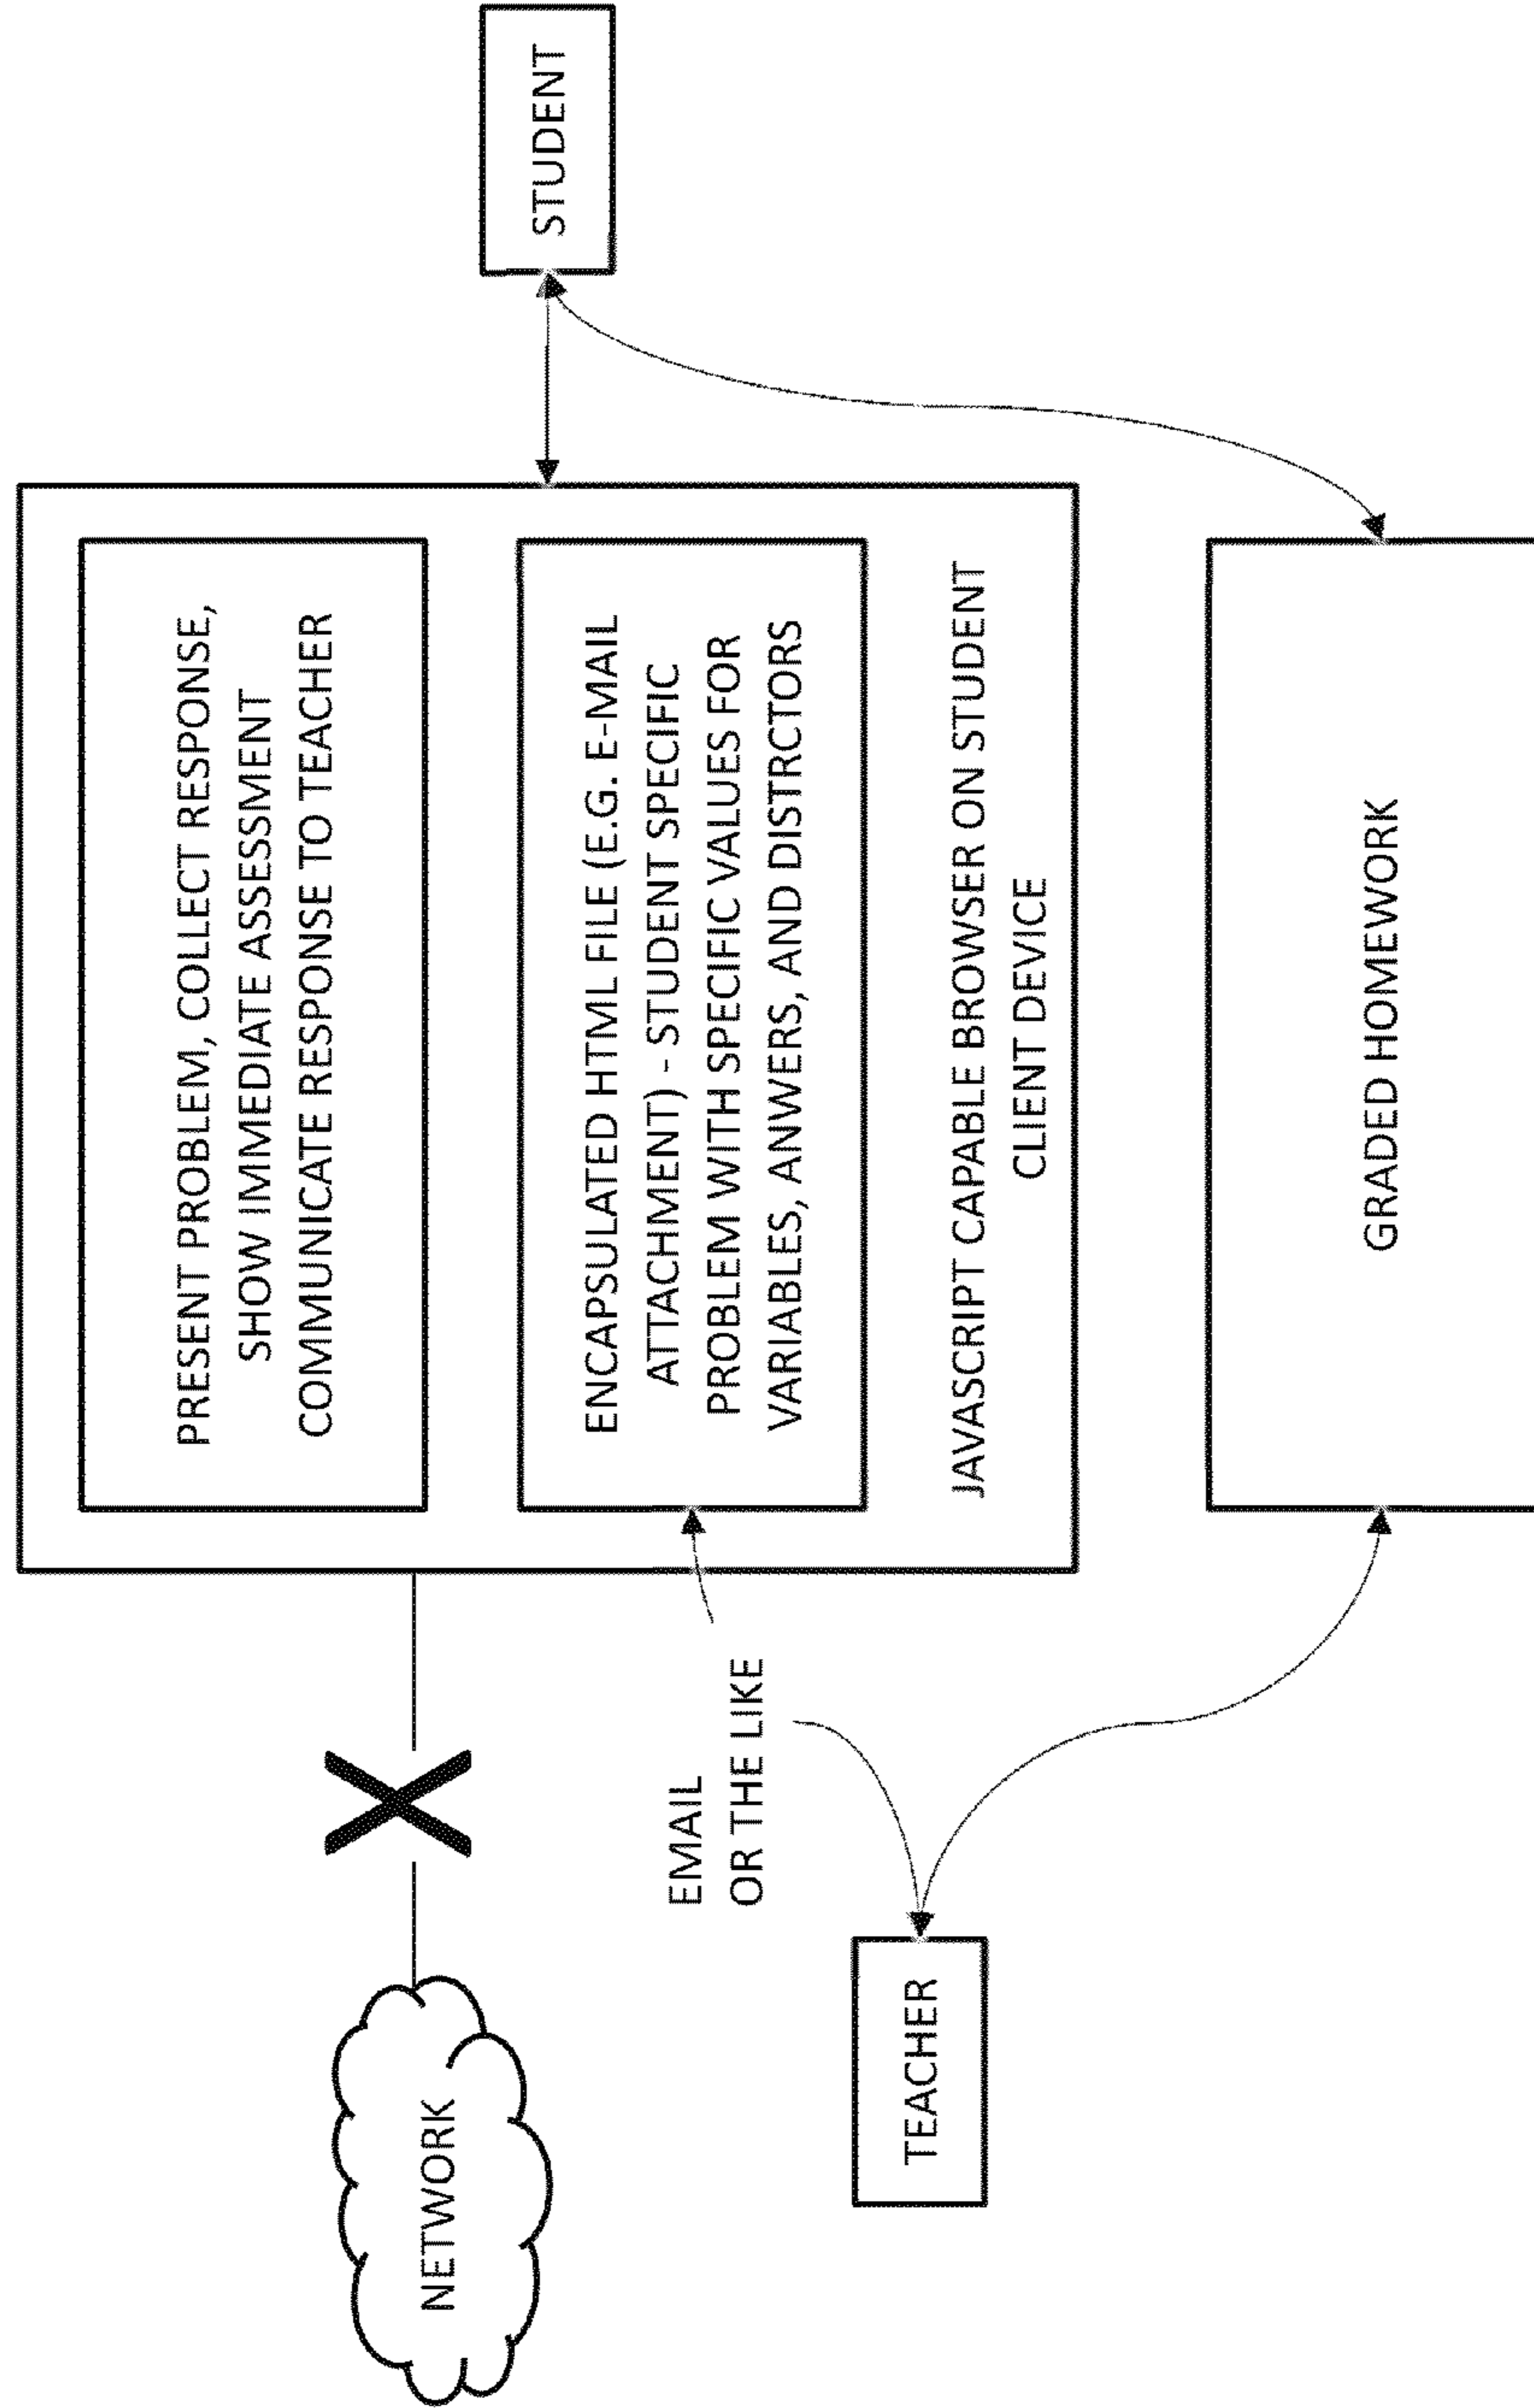 NETWORK
PRESENT PROBLEM, COLLECT RESPONSE,
SHOW IMMEDIATE ASSESSMENT
COMMUNICATE RESPONSE TO TEACHER
STUDENT
EMAIL
OR THE LIKE
ENCAPSULATED HTML FILE (E.G. E-MAIL
ATTACHMENT) - STUDENT SPECIFIC
PROBLEM WITH SPECIFIC VALUES FOR
VARIABLES, ANWERS, AND DISTRCTORS
TEACHER
JAVASCRIPT CAPABLE BROWSER ON STUDENT
CLIENT DEVICE
GRADED HOMEWORK